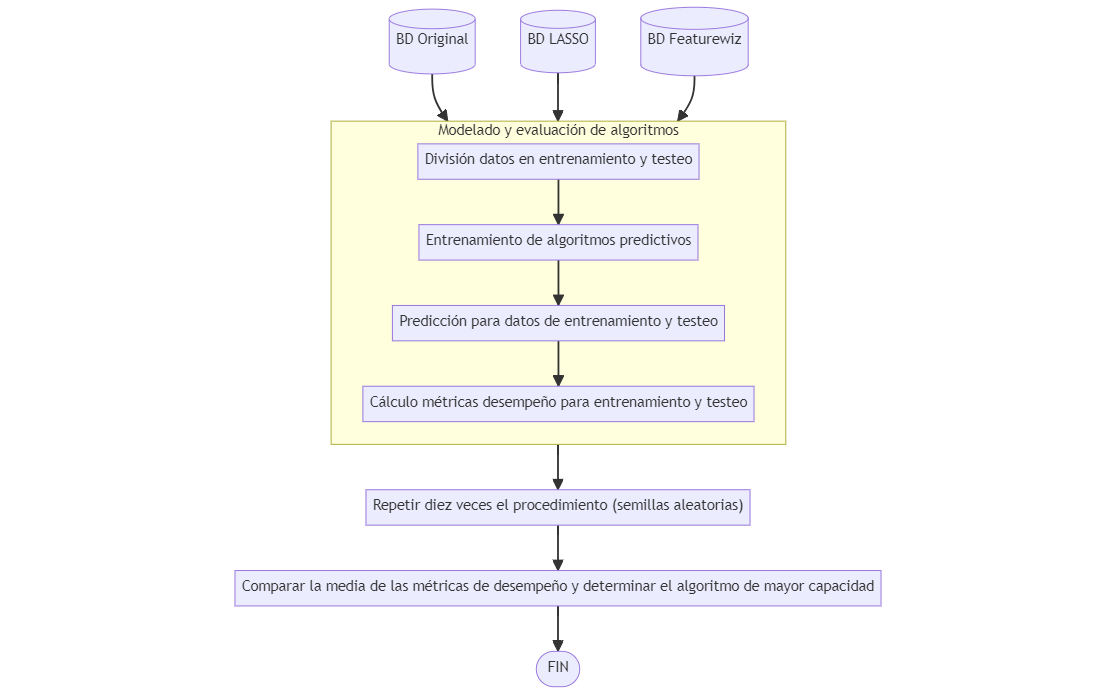 BD Original
BD LASSO
BD Featurewiz
Modelado y evaluación de algoritmos
División datos en entrenamiento y testeo
Entrenamiento de algoritmos predictivos
Predicción para datos de entrenamiento y testeo
Cálculo métricas desempeño para entrenamiento y testeo
Repetir diez veces el procedimiento (semillas aleatorias)
Comparar la media de las métricas de desempeño y determinar el algoritmo de mayor capacidad
FIN